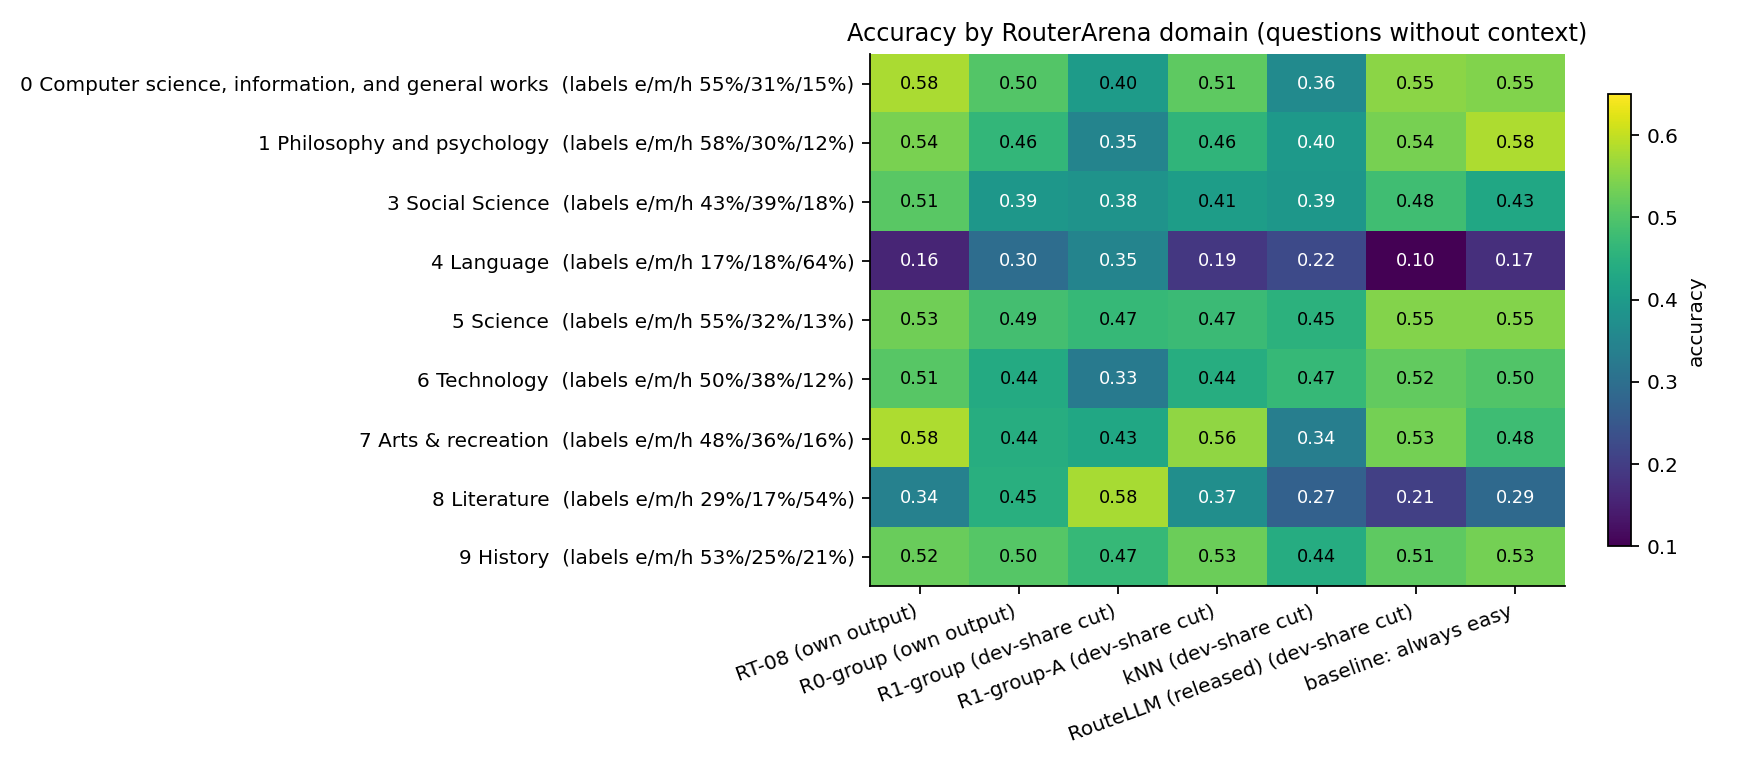 Accuracy by RouterArena domain (questions without context)
0 Computer science, information, and general works (labels e/m/h 55%/31%/15%) 0.58 0.50 0.40 0.51 0.36 0.55 0.55
1 Philosophy and psychology (labels e/m/h 58%/30%/12%) 0.54 0.46 0.35 0.46 0.40 0.54 0.58
3 Social Science (labels e/m/h 43%/39%/18%) 0.51 0.39 0.38 0.41 0.39 0.48 0.43
4 Language (labels e/m/h 17%/18%/64%) 0.16 0.30 0.35 0.19 0.22 0.10 0.17
5 Science (labels e/m/h 55%/32%/13%) 0.53 0.49 0.47 0.47 0.45 0.55 0.55
6 Technology (labels e/m/h 50%/38%/12%) 0.51 0.44 0.33 0.44 0.47 0.52 0.50
7 Arts & recreation (labels e/m/h 48%/36%/16%) 0.58 0.44 0.43 0.56 0.34 0.53 0.48
8 Literature (labels e/m/h 29%/17%/54%) 0.34 0.45 0.58 0.37 0.27 0.21 0.29
9 History (labels e/m/h 53%/25%/21%) 0.52 0.50 0.47 0.53 0.44 0.51 0.53
RT-08 (own output)
R0-group (own output)
R1-group (dev-share cut)
R1-group-A (dev-share cut)
kNN (dev-share cut)
RouteLLM (released) (dev-share cut)
baseline: always easy
0.6
0.5
0.4
0.3
0.2
0.1
accuracy